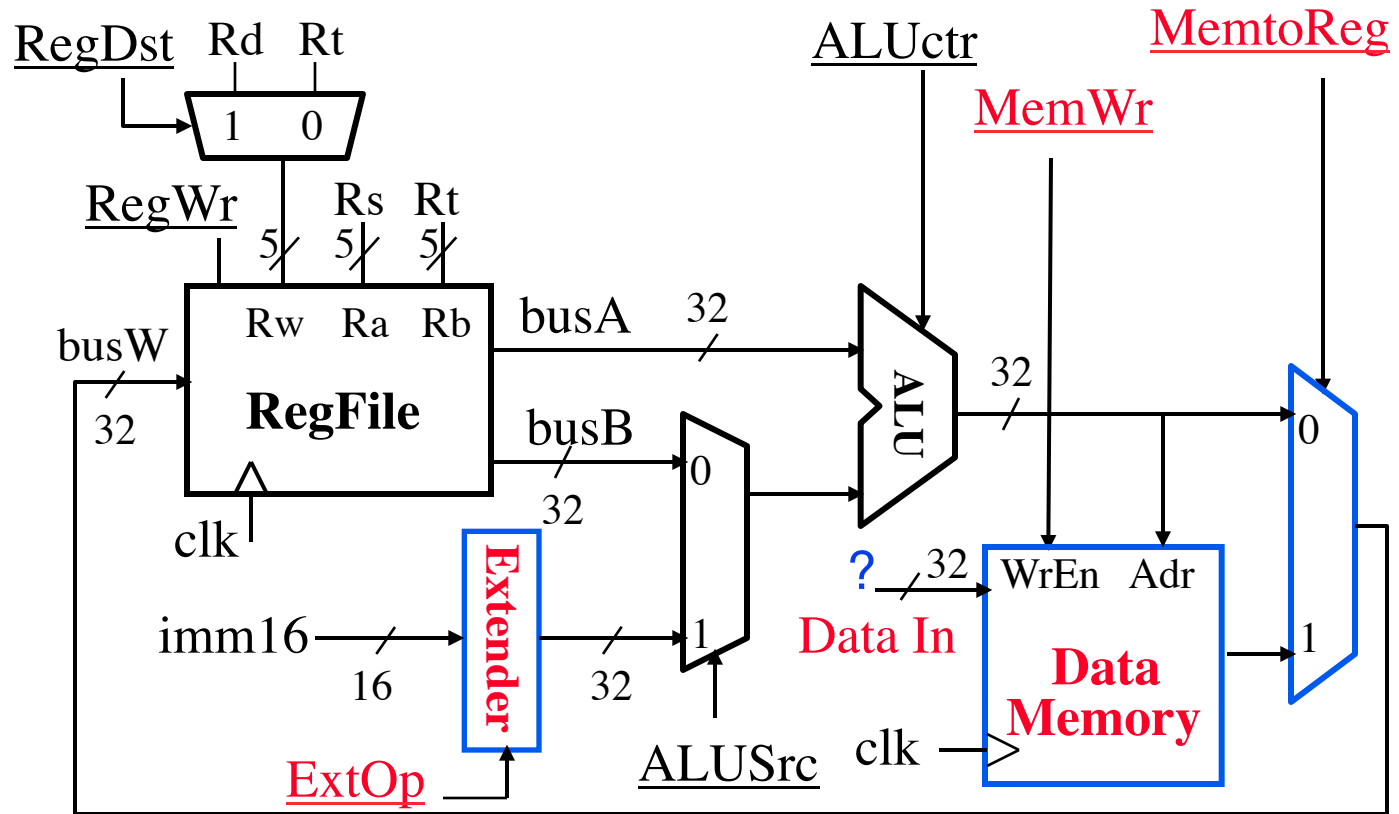 RegDst Rd Rt
ALUctr
MemtoReg
MemWr
1 0
RegWr
Rs Rt
5 5 5
busW
32
Rw Ra Rb
RegFile
clk
busA
32
busB
32
0
1
ALU
32
0
1
imm16
16
Extender
32
ExtOp
ALUSrc
? 32
Data In
WrEn Adr
Data
Memory
clk